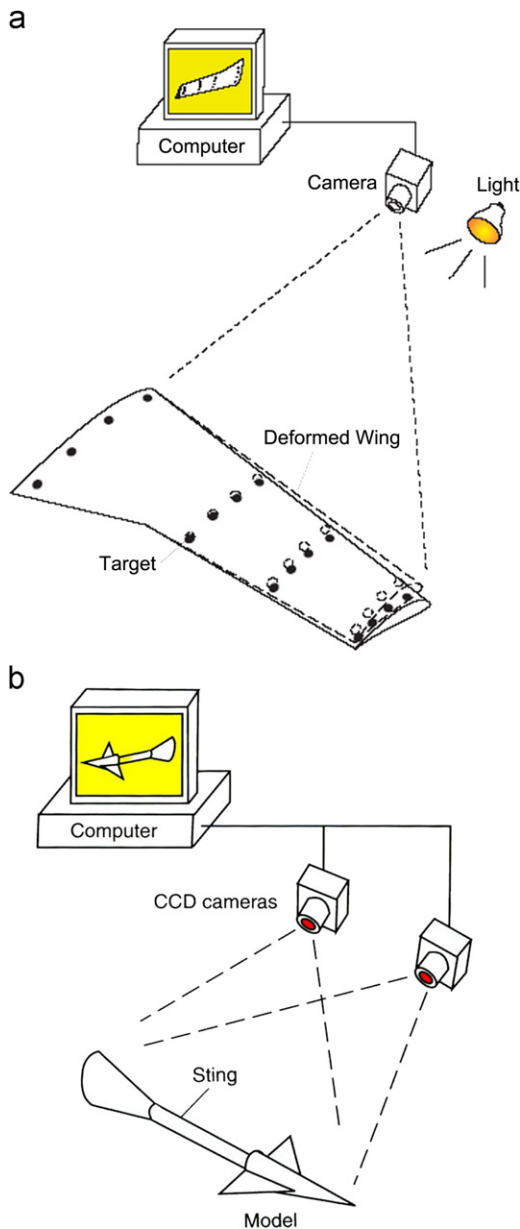 a
Computer
Camera
Light
Deformed Wing
Target
b
Computer
CCD cameras
Sting
Model